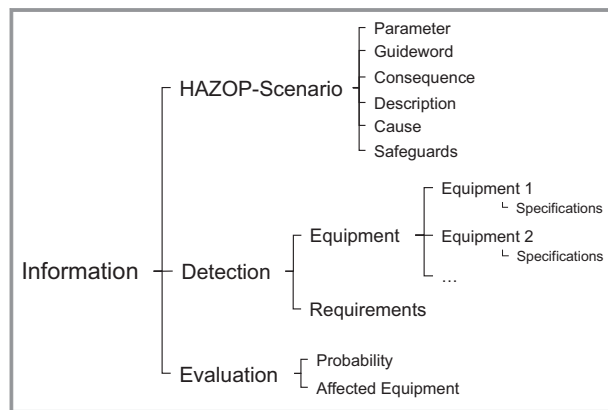 Parameter
Guideword
HAZOP-Scenario
Consequence
Description
Cause
Safeguards
Equipment 1
Specifications
Equipment
Equipment 2
Specifications
Information
Detection
...
Requirements
Probability
Evaluation
Affected Equipment